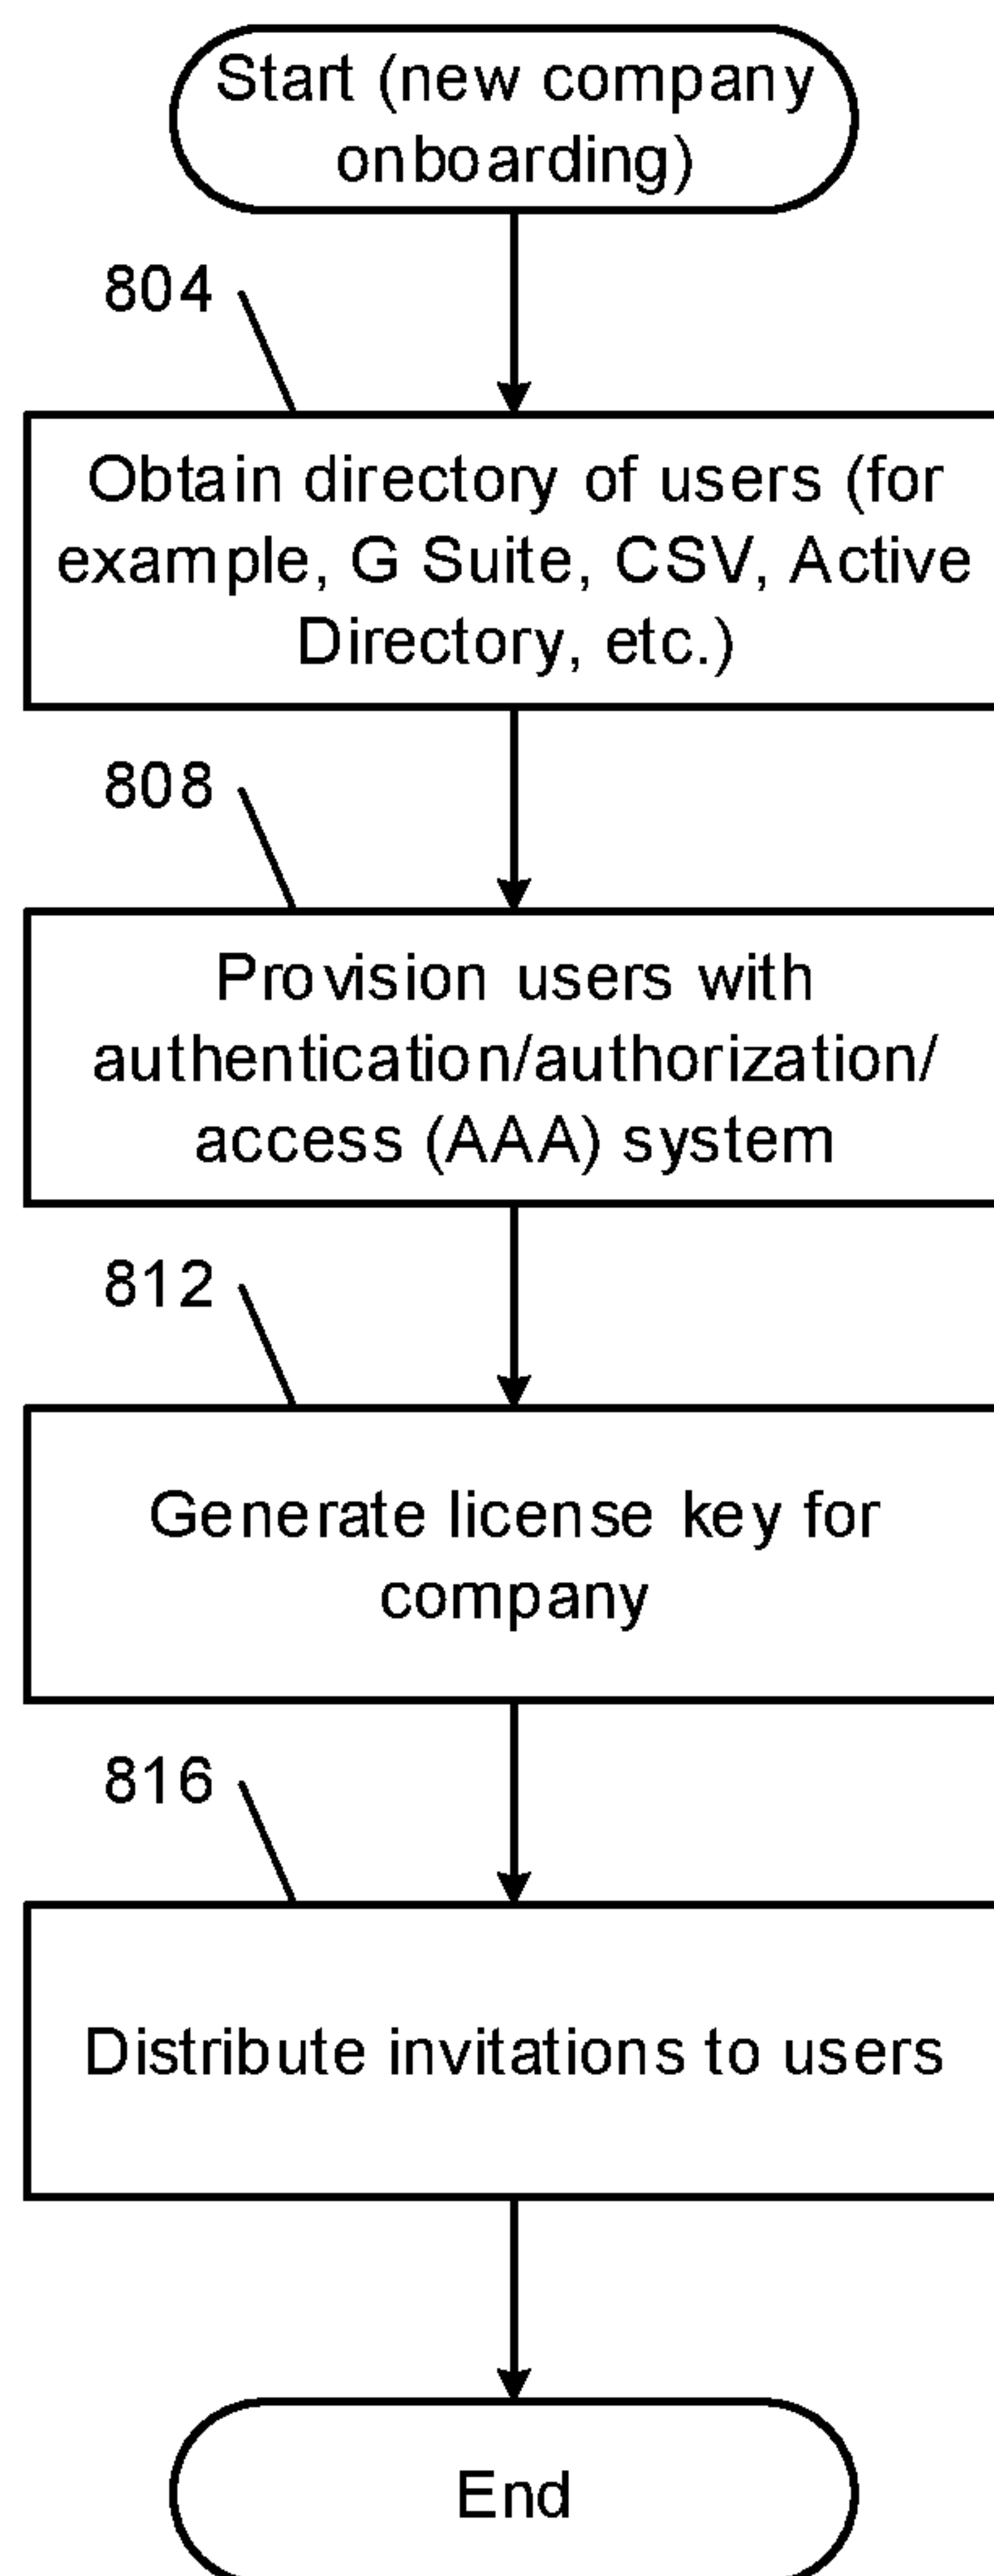 Start (new company
onboarding)
804
Obtain directory of users (for
example, G Suite, CSV, Active
Directory, etc.)
808
Provision users with
authentication/authorization/
access (AAA) system
812
Generate license key for
company
816
Distribute invitations to users
End